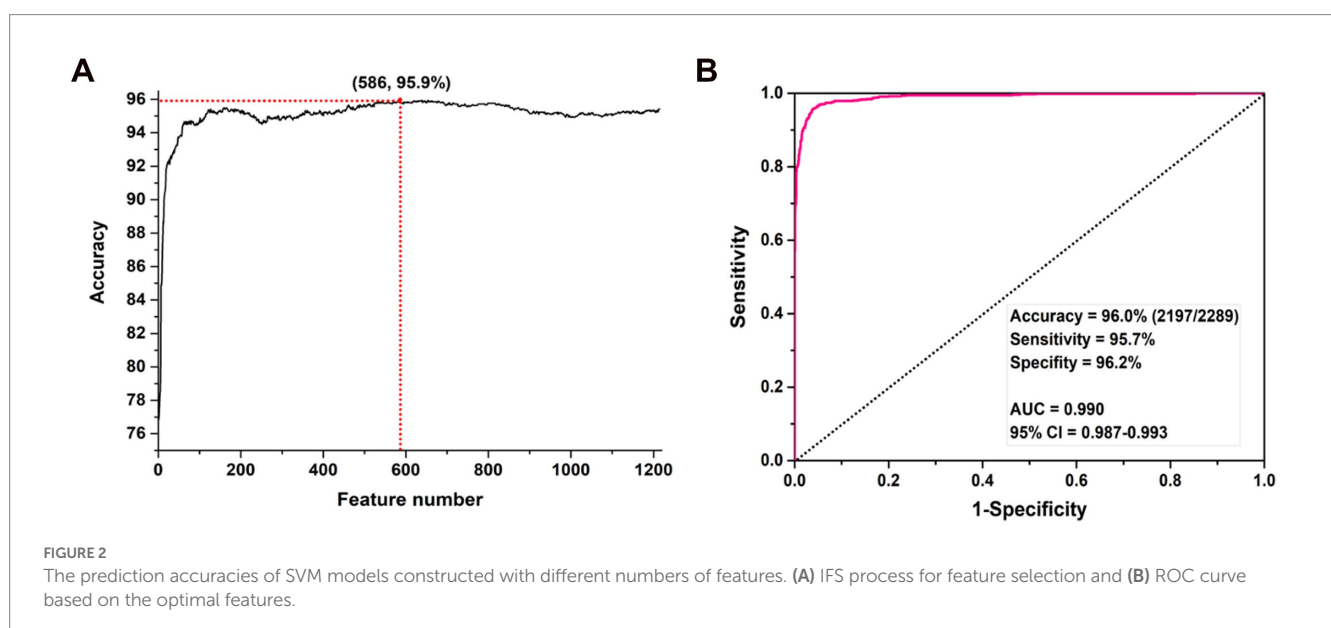 A
(586, 95.9%)
96
94
92
90
88
86
84
82
80
78
76
Accuracy
0
200
400
600
800
1000
1200
Feature number
B
1.0
0.8
0.6
0.4
0.2
0.0
Sensitivity
Accuracy = 96.0% (2197/2289)
Sensitivity = 95.7%
Specifity = 96.2%
AUC = 0.990
95% CI = 0.987-0.993
0.0
0.2
0.4
0.6
0.8
1.0
1-Specificity
FIGURE 2
The prediction accuracies of SVM models constructed with different numbers of features. (A) IFS process for feature selection and (B) ROC curve
based on the optimal features.